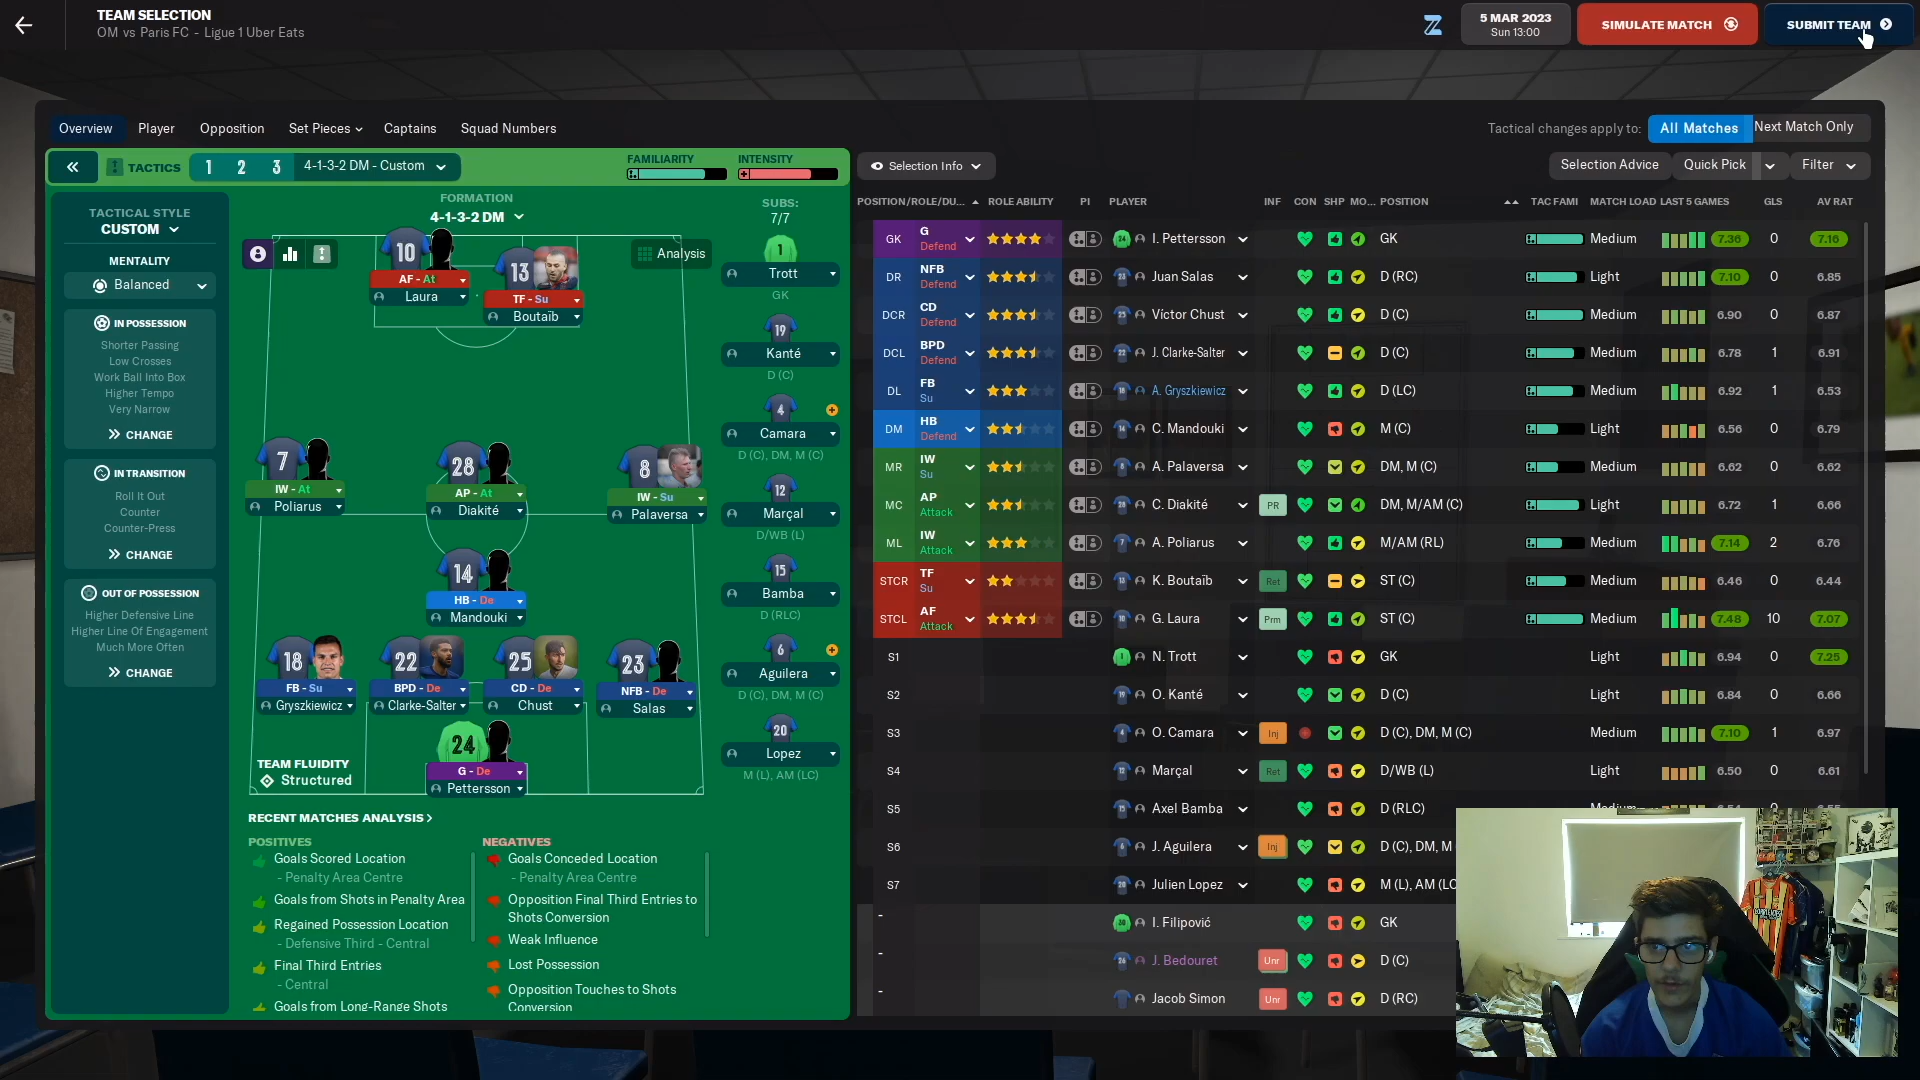 TEAM SELECTION
OM vs Paris FC - Ligue 1 Uber Eats
5 MAR 2023
Sun 13:00
SIMULATE MATCH
SUBMIT TEAM
Overview
Player
Opposition
Set Pieces
Captains
Squad Numbers
Tactical changes apply to:
All Matches
Next Match Only
TACTICS
1 2 3
4-1-3-2 DM - Custom
FAMILIARITY
INTENSITY
Selection Info
Selection Advice
Quick Pick
Filter
TACTICAL STYLE
CUSTOM
MENTALITY
Balanced
IN POSSESSION
Shorter Passing
Low Crosses
Work Ball Into Box
Higher Tempo
Very Narrow
CHANGE
IN TRANSITION
Roll It Out
Counter
Counter-Press
CHANGE
OUT OF POSSESSION
Higher Defensive Line
Higher Line Of Engagement
Much More Often
CHANGE
FORMATION
4-1-3-2 DM
Analysis
10
AF - At
Laura
13
TF - Su
Boutaïb
7
IW - At
Poliarus
28
AP - At
Diakité
8
IW - Su
Palaversa
14
HB - De
Mandouki
18
FB - Su
Gryszkiewicz
22
BPD - De
Clarke-Salter
25
CD - De
Chust
23
NFB - De
Salas
24
G - De
Pettersson
TEAM FLUIDITY
Structured
SUBS:
7/7
1
Trott
GK
19
Kanté
D (C)
4
Camara
D (C), DM, M (C)
12
Marçal
D/WB (L)
15
Bamba
D (RLC)
6
Aguilera
D (C), DM, M (C)
20
Lopez
M (L), AM (LC)
RECENT MATCHES ANALYSIS
POSITIVES
Goals Scored Location
- Penalty Area Centre
Goals from Shots in Penalty Area
Regained Possession Location
- Defensive Third - Central
Final Third Entries
- Central
Goals from Long-Range Shots
NEGATIVES
Goals Conceded Location
- Penalty Area Centre
Opposition Final Third Entries to
Shots Conversion
Weak Influence
Lost Possession
Opposition Touches to Shots
Conversion
POSITION/ROLE/DU... ROLE ABILITY PI PLAYER INF CON SHP MO... POSITION TAC FAMI MATCH LOAD LAST 5 GAMES GLS AV RAT
GK G Defend I. Pettersson GK Medium 7.36 0 7.16
DR NFB Defend Juan Salas D (RC) Light 7.10 0 6.85
DCR CD Defend Víctor Chust D (C) Medium 6.90 0 6.87
DCL BPD Defend J. Clarke-Salter D (C) Medium 6.78 1 6.91
DL FB Su A. Gryszkiewicz D (LC) Medium 6.92 1 6.53
DM HB Defend C. Mandouki M (C) Light 6.56 0 6.79
MR IW Su A. Palaversa DM, M (C) Medium 6.62 0 6.62
MC AP Attack C. Diakité PR DM, M/AM (C) Light 6.72 1 6.66
ML IW Attack A. Poliarus M/AM (RL) Medium 7.14 2 6.76
STCR TF Su K. Boutaïb Ret ST (C) Medium 6.46 0 6.44
STCL AF Attack G. Laura Prm ST (C) Medium 7.48 10 7.07
S1 N. Trott GK Light 6.94 0 7.25
S2 O. Kanté D (C) Light 6.84 0 6.66
S3 O. Camara Inj D (C), DM, M (C) Medium 7.10 1 6.97
S4 Marçal Ret D/WB (L) Light 6.50 0 6.61
S5 Axel Bamba D (RLC)
S6 J. Aguilera Inj D (C), DM, M
S7 Julien Lopez M (L), AM (LC
- I. Filipović GK
- J. Bedouret Unr D (C)
- Jacob Simon Unr D (RC)